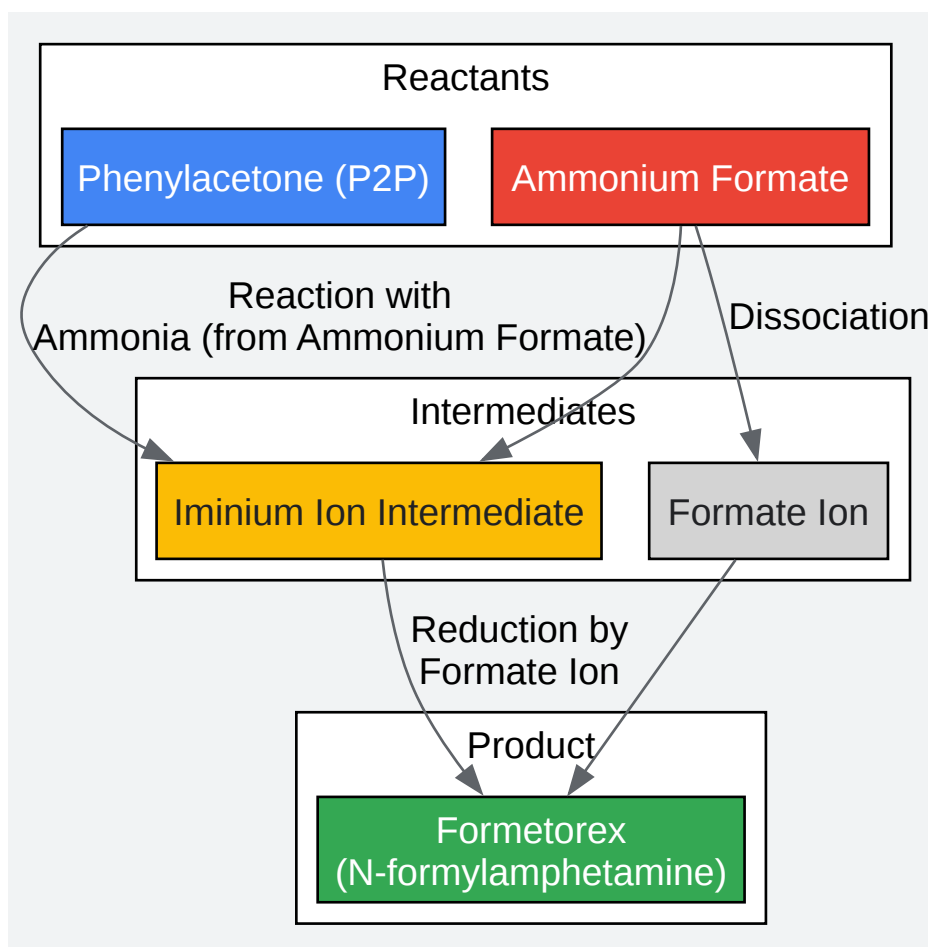 Reactants
Phenylacetone (P2P)
Ammonium Formate
Reaction with
Ammonia (from Ammonium Formate)
Dissociation
Intermediates
Iminium Ion Intermediate
Formate Ion
Reduction by
Formate Ion
Product
Formetorex
(N-formylamphetamine)